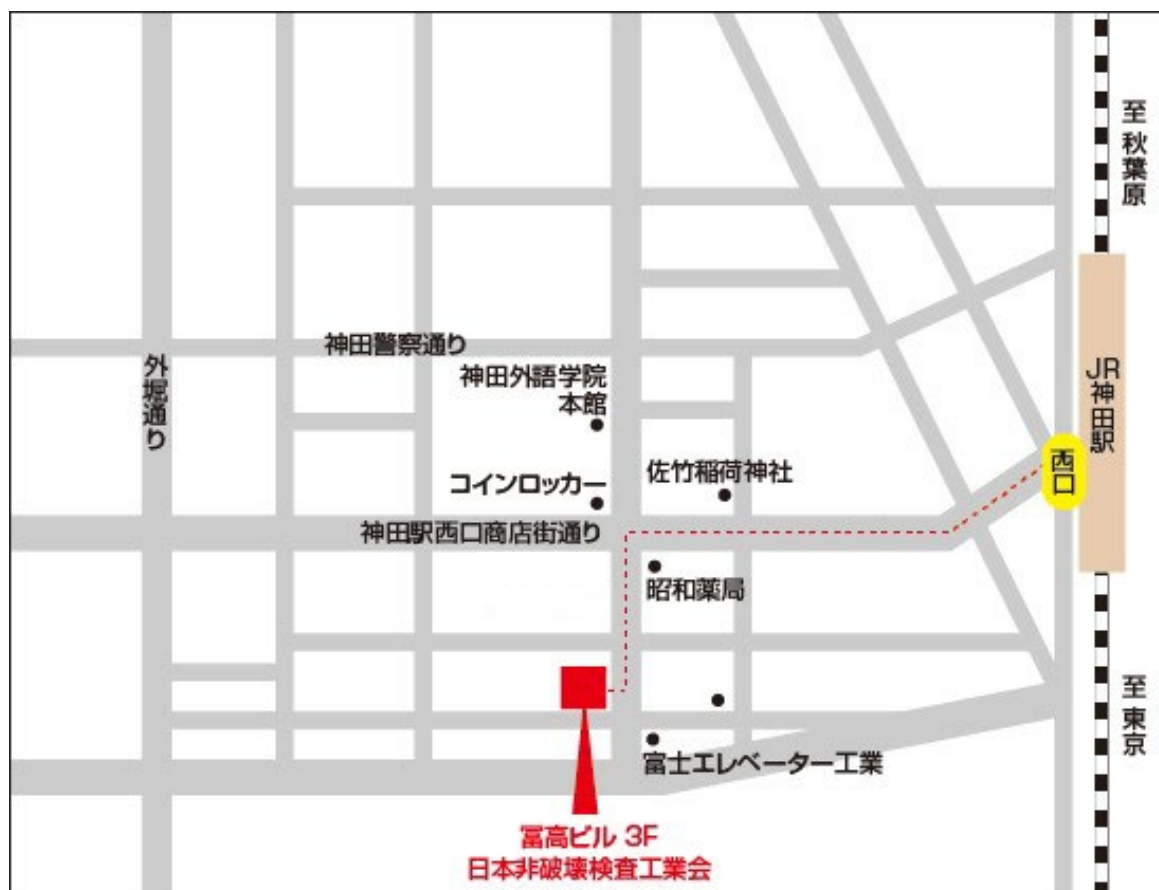 至秋葉原
神田警察通り
外堀通り
神田外語学院
本館
JR神田駅
コインロッカー
佐竹稲荷神社
西口
神田駅西口商店街通り
昭和薬局
至東京
富士エレベーター工業
冨高ビル 3F
日本非破壊検査工業会